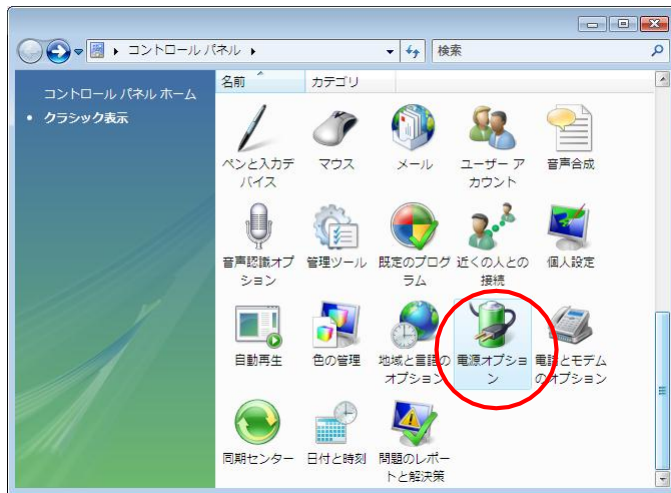 コントロール パネル
検索
コントロール パネル ホーム
クラシック表示
名前 カテゴリ
ペンと入力デ
バイス
マウス
メール
ユーザー ア
カウント
音声合成
音声認識オプ
ション
管理ツール
既定のプログ
ラム
近くの人との
接続
個人設定
自動再生
色の管理
地域と言語の
オプション
電源オプショ
ン
電話とモデム
のオプション
同期センター
日付と時刻
問題のレポー
トと解決策